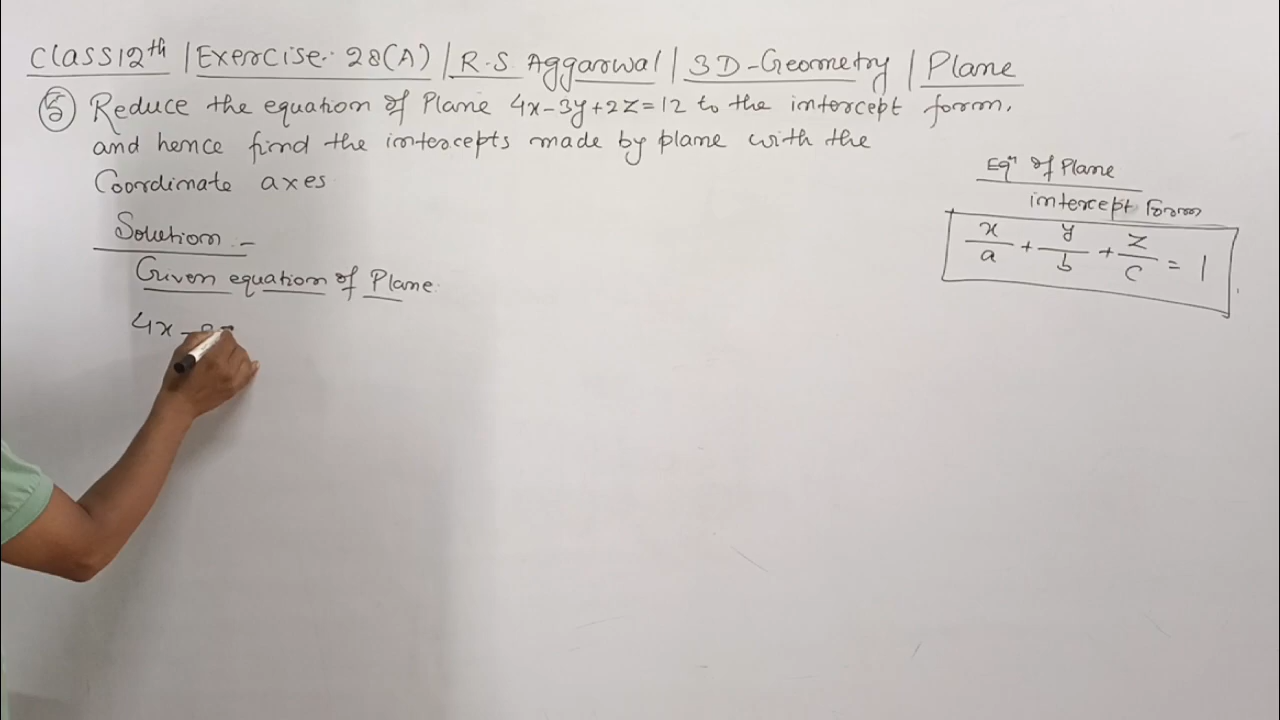 Class 12th | Exercise. 28(A) | R.S Aggarwal | 3D-Geometry | Plane
5 Reduce the equation of Plane 4x-3y+2z=12 to the intercept form.
and hence find the intercepts made by plane with the
Coordinate axes.
Eqn of Plane
intercept Form
x/a + y/b + z/c = 1
Solution :-
Given equation of Plane.
4x -